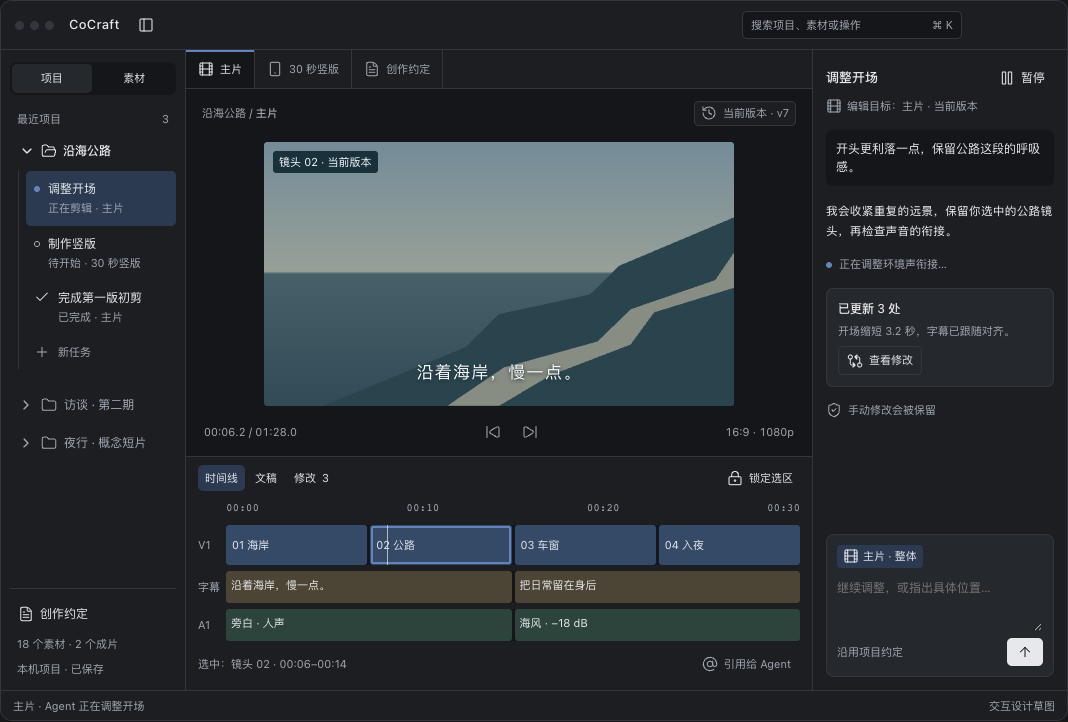 CoCraft
搜索项目、素材或操作 ⌘ K
项目 素材
最近项目 3
沿海公路
调整开场
正在剪辑 · 主片
制作竖版
待开始 · 30 秒竖版
完成第一版初剪
已完成 · 主片
新任务
访谈 · 第二期
夜行 · 概念短片
创作约定
18 个素材 · 2 个成片
本机项目 · 已保存
主片 30 秒竖版 创作约定
沿海公路 / 主片 当前版本 · v7
镜头 02 · 当前版本
沿着海岸，慢一点。
00:06.2 / 01:28.0 16:9 · 1080p
时间线 文稿 修改 3 锁定选区
00:00 00:10 00:20 00:30
V1 01 海岸 02 公路 03 车窗 04 入夜
字幕 沿着海岸，慢一点。 把日常留在身后
A1 旁白 · 人声 海风 · −18 dB
选中：镜头 02 · 00:06–00:14 引用给 Agent
调整开场 暂停
编辑目标：主片 · 当前版本
开头更利落一点，保留公路这段的呼吸
感。
我会收紧重复的远景，保留你选中的公路镜
头，再检查声音的衔接。
正在调整环境声衔接…
已更新 3 处
开场缩短 3.2 秒，字幕已跟随对齐。
查看修改
手动修改会被保留
主片 · 整体
继续调整，或指出具体位置…
沿用项目约定
主片 · Agent 正在调整开场 交互设计草图